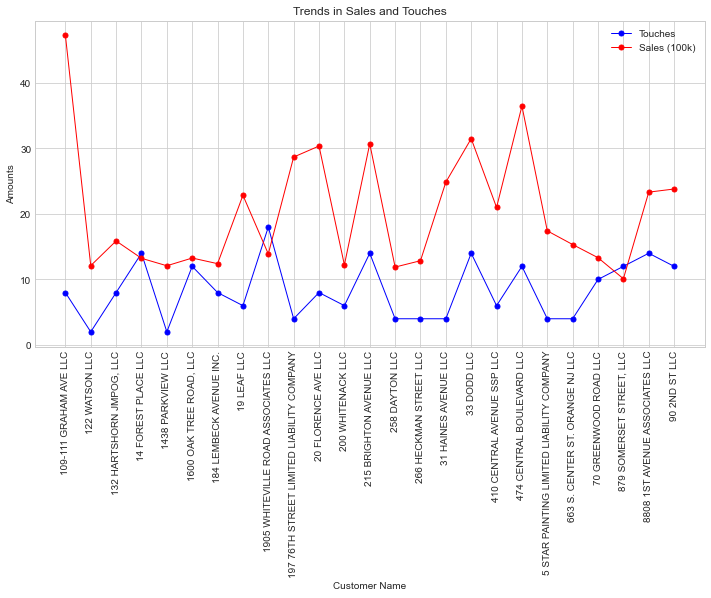 Trends in Sales and Touches
Touches
Sales (100k)
Amounts
40
30
20
10
0
109-111 GRAHAM AVE LLC
122 WATSON LLC
132 HARTSHORN JMPOG, LLC
14 FOREST PLACE LLC
1438 PARKVIEW LLC
1600 OAK TREE ROAD, LLC
184 LEMBECK AVENUE INC.
19 LEAF LLC
1905 WHITEVILLE ROAD ASSOCIATES LLC
197 76TH STREET LIMITED LIABILITY COMPANY
20 FLORENCE AVE LLC
200 WHITENACK LLC
215 BRIGHTON AVENUE LLC
258 DAYTON LLC
266 HECKMAN STREET LLC
31 HAINES AVENUE LLC
33 DODD LLC
410 CENTRAL AVENUE SSP LLC
474 CENTRAL BOULEVARD LLC
5 STAR PAINTING LIMITED LIABILITY COMPANY
663 S. CENTER ST. ORANGE NJ LLC
70 GREENWOOD ROAD LLC
879 SOMERSET STREET, LLC
8808 1ST AVENUE ASSOCIATES LLC
90 2ND ST LLC
Customer Name